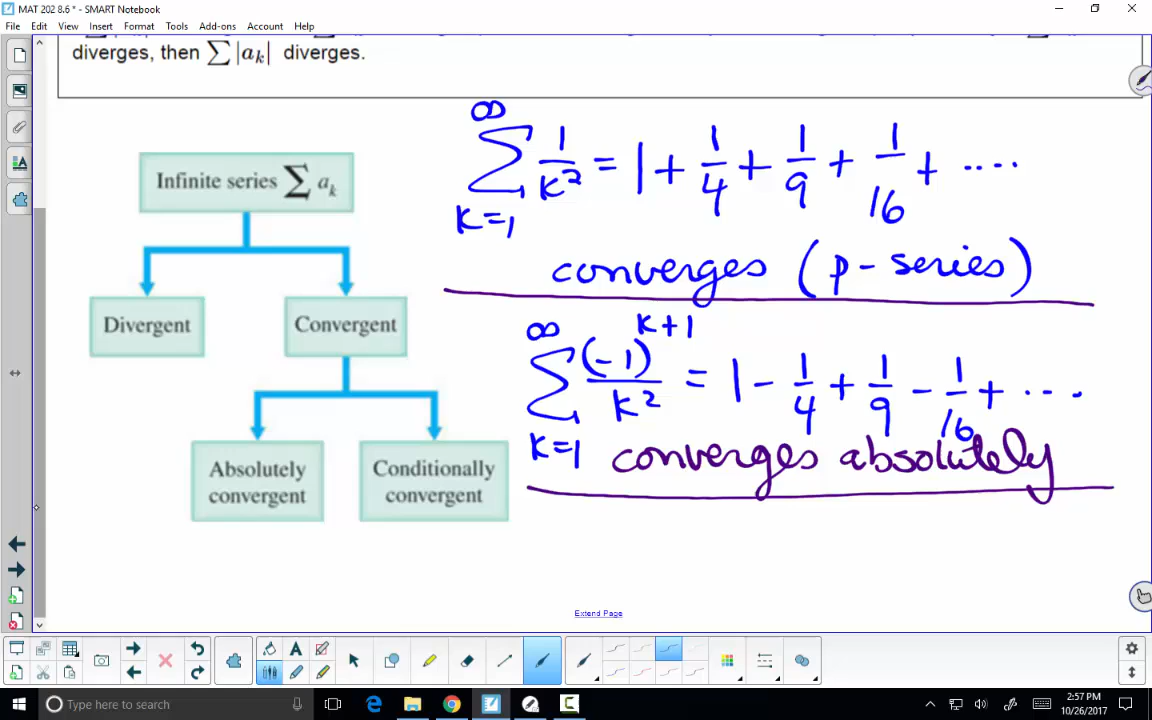 MAT 202 8.6 * - SMART Notebook
File Edit View Insert Format Tools Add-ons Account Help
diverges, then ∑ |aₖ| diverges.
∞
∑ 1/k² = 1 + 1/4 + 1/9 + 1/16 + ....
k=1
converges (p-series)
∞
∑ (-1)^(k+1)/k² = 1 - 1/4 + 1/9 - 1/16 + ....
k=1
converges absolutely
Infinite series ∑ aₖ
Divergent
Convergent
Absolutely
convergent
Conditionally
convergent
Extend Page
Type here to search
2:57 PM
10/26/2017